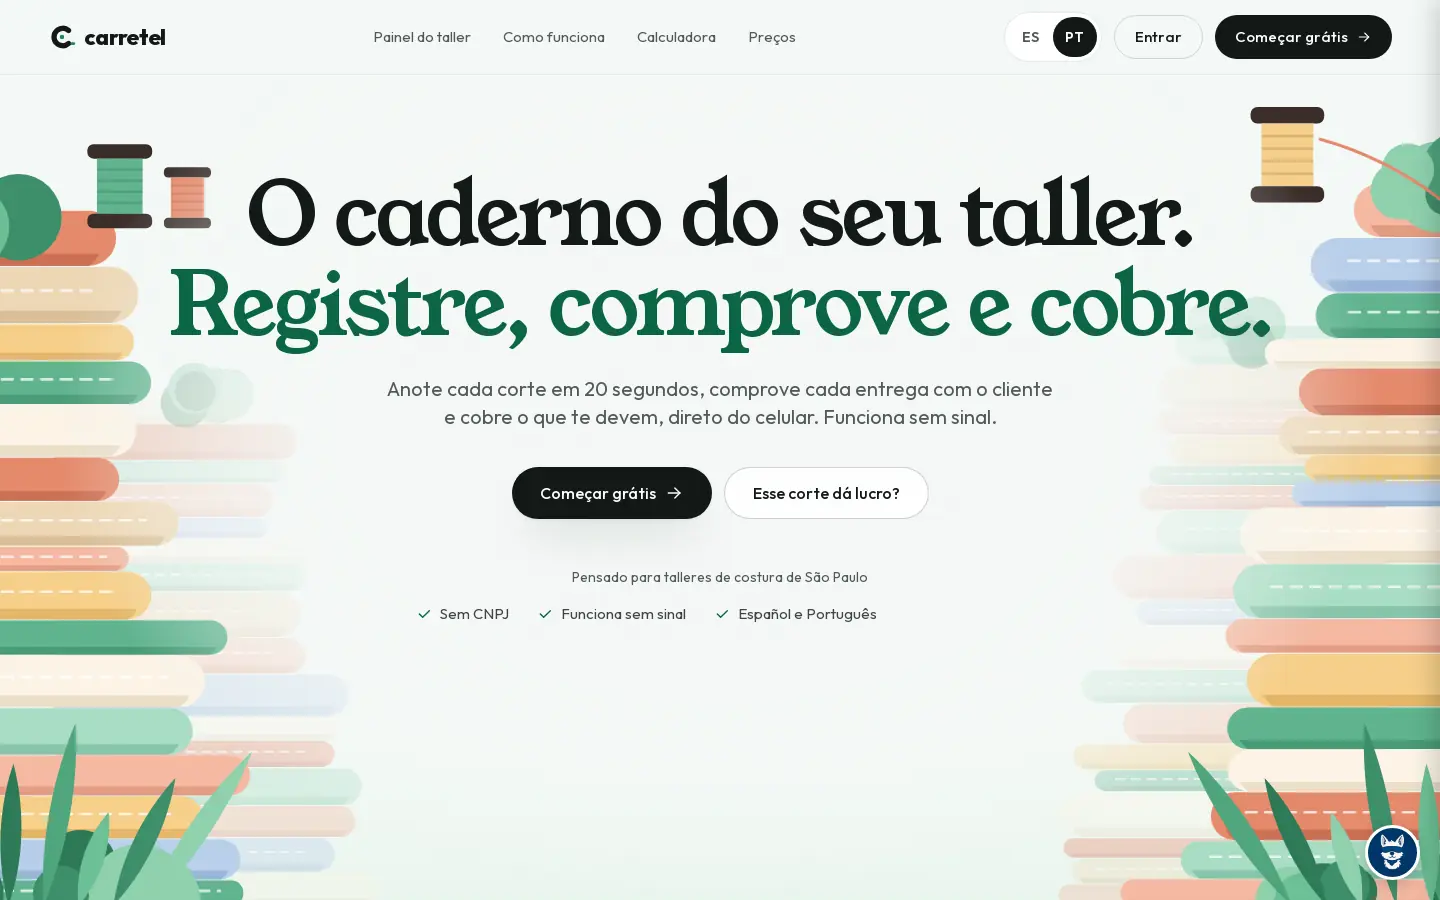 carretel
Painel do taller
Como funciona
Calculadora
Preços
ES
PT
Entrar
Começar grátis
O caderno do seu taller.
Registre, comprove e cobre.
Anote cada corte em 20 segundos, comprove cada entrega com o cliente
e cobre o que te devem, direto do celular. Funciona sem sinal.
Começar grátis
Esse corte dá lucro?
Pensado para talleres de costura de São Paulo
Sem CNPJ
Funciona sem sinal
Español e Português